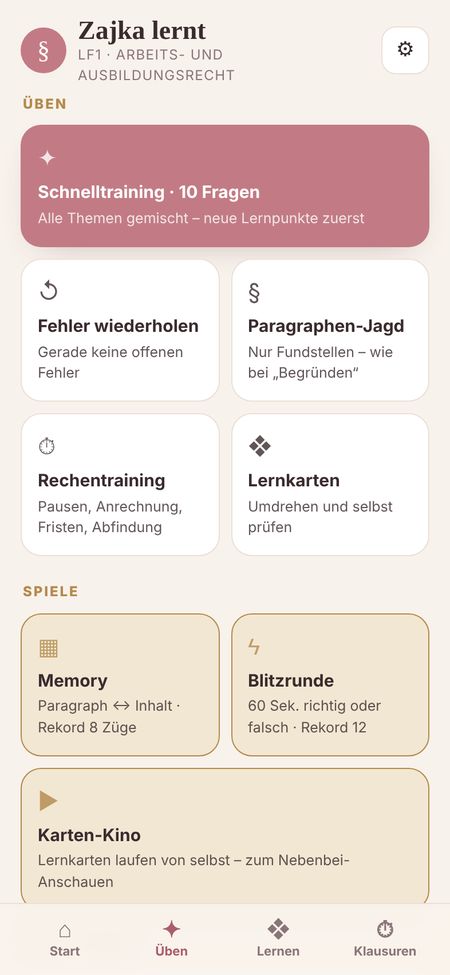 §
Zajka lernt
LF1 · ARBEITS- UND
AUSBILDUNGSRECHT
ÜBEN
Schnelltraining · 10 Fragen
Alle Themen gemischt – neue Lernpunkte zuerst
Fehler wiederholen
Gerade keine offenen
Fehler
§
Paragraphen-Jagd
Nur Fundstellen – wie
bei „Begründen“
Rechentraining
Pausen, Anrechnung,
Fristen, Abfindung
Lernkarten
Umdrehen und selbst
prüfen
SPIELE
Memory
Paragraph ↔ Inhalt ·
Rekord 8 Züge
Blitzrunde
60 Sek. richtig oder
falsch · Rekord 12
Karten-Kino
Lernkarten laufen von selbst – zum Nebenbei-
Anschauen
Start
Üben
Lernen
Klausuren